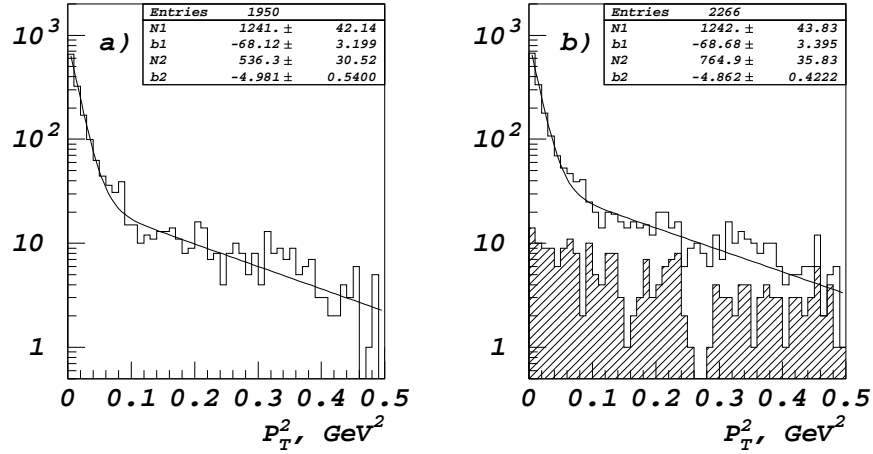 Entries 1950
N1 1241. ± 42.14
b1 -68.12 ± 3.199
N2 536.3 ± 30.52
b2 -4.981 ± 0.5400
a)
10^3
10^2
10
1
0 0.1 0.2 0.3 0.4 0.5
P_T^2, GeV^2
Entries 2266
N1 1242. ± 43.83
b1 -68.68 ± 3.395
N2 764.9 ± 35.83
b2 -4.862 ± 0.4222
b)
10^3
10^2
10
1
0 0.1 0.2 0.3 0.4 0.5
P_T^2, GeV^2